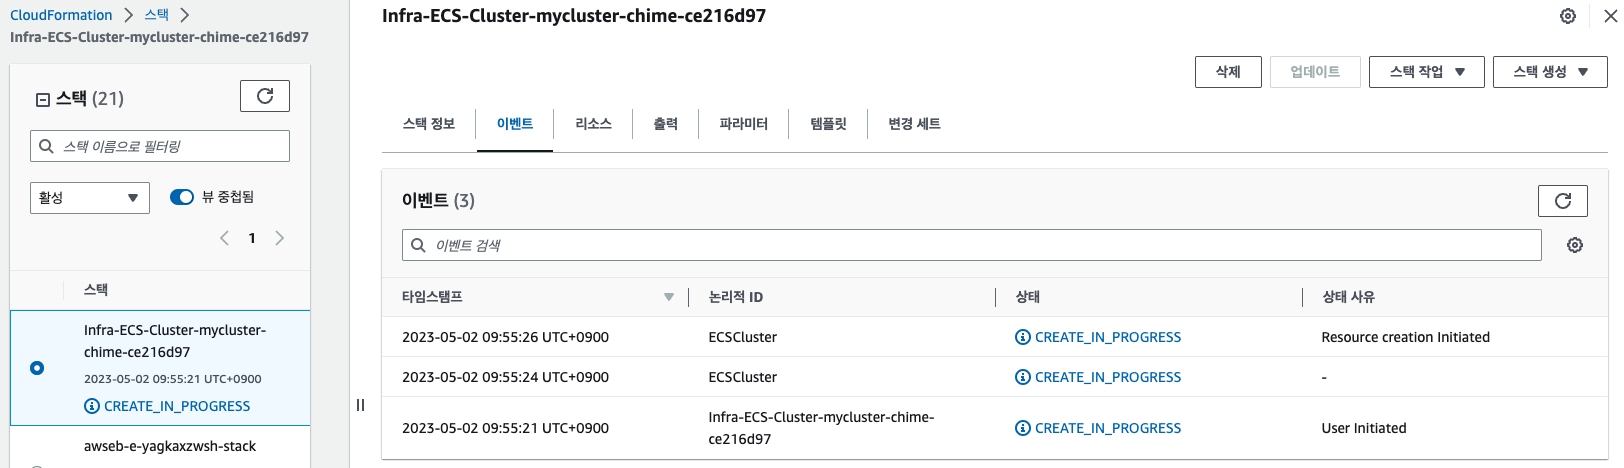 CloudFormation > 스택 >
Infra-ECS-Cluster-mycluster-chime-ce216d97
스택 (21)
스택 이름으로 필터링
활성
뷰 중첩됨
1
스택
Infra-ECS-Cluster-mycluster-
chime-ce216d97
2023-05-02 09:55:21 UTC+0900
CREATE_IN_PROGRESS
awseb-e-yagkaxzwsh-stack
Infra-ECS-Cluster-mycluster-chime-ce216d97
삭제 업데이트 스택 작업 스택 생성
스택 정보 이벤트 리소스 출력 파라미터 템플릿 변경 세트
이벤트 (3)
이벤트 검색
타임스탬프 논리적 ID 상태 상태 사유
2023-05-02 09:55:26 UTC+0900 ECSCluster CREATE_IN_PROGRESS Resource creation Initiated
2023-05-02 09:55:24 UTC+0900 ECSCluster CREATE_IN_PROGRESS -
2023-05-02 09:55:21 UTC+0900 Infra-ECS-Cluster-mycluster-chime-
ce216d97 CREATE_IN_PROGRESS User Initiated